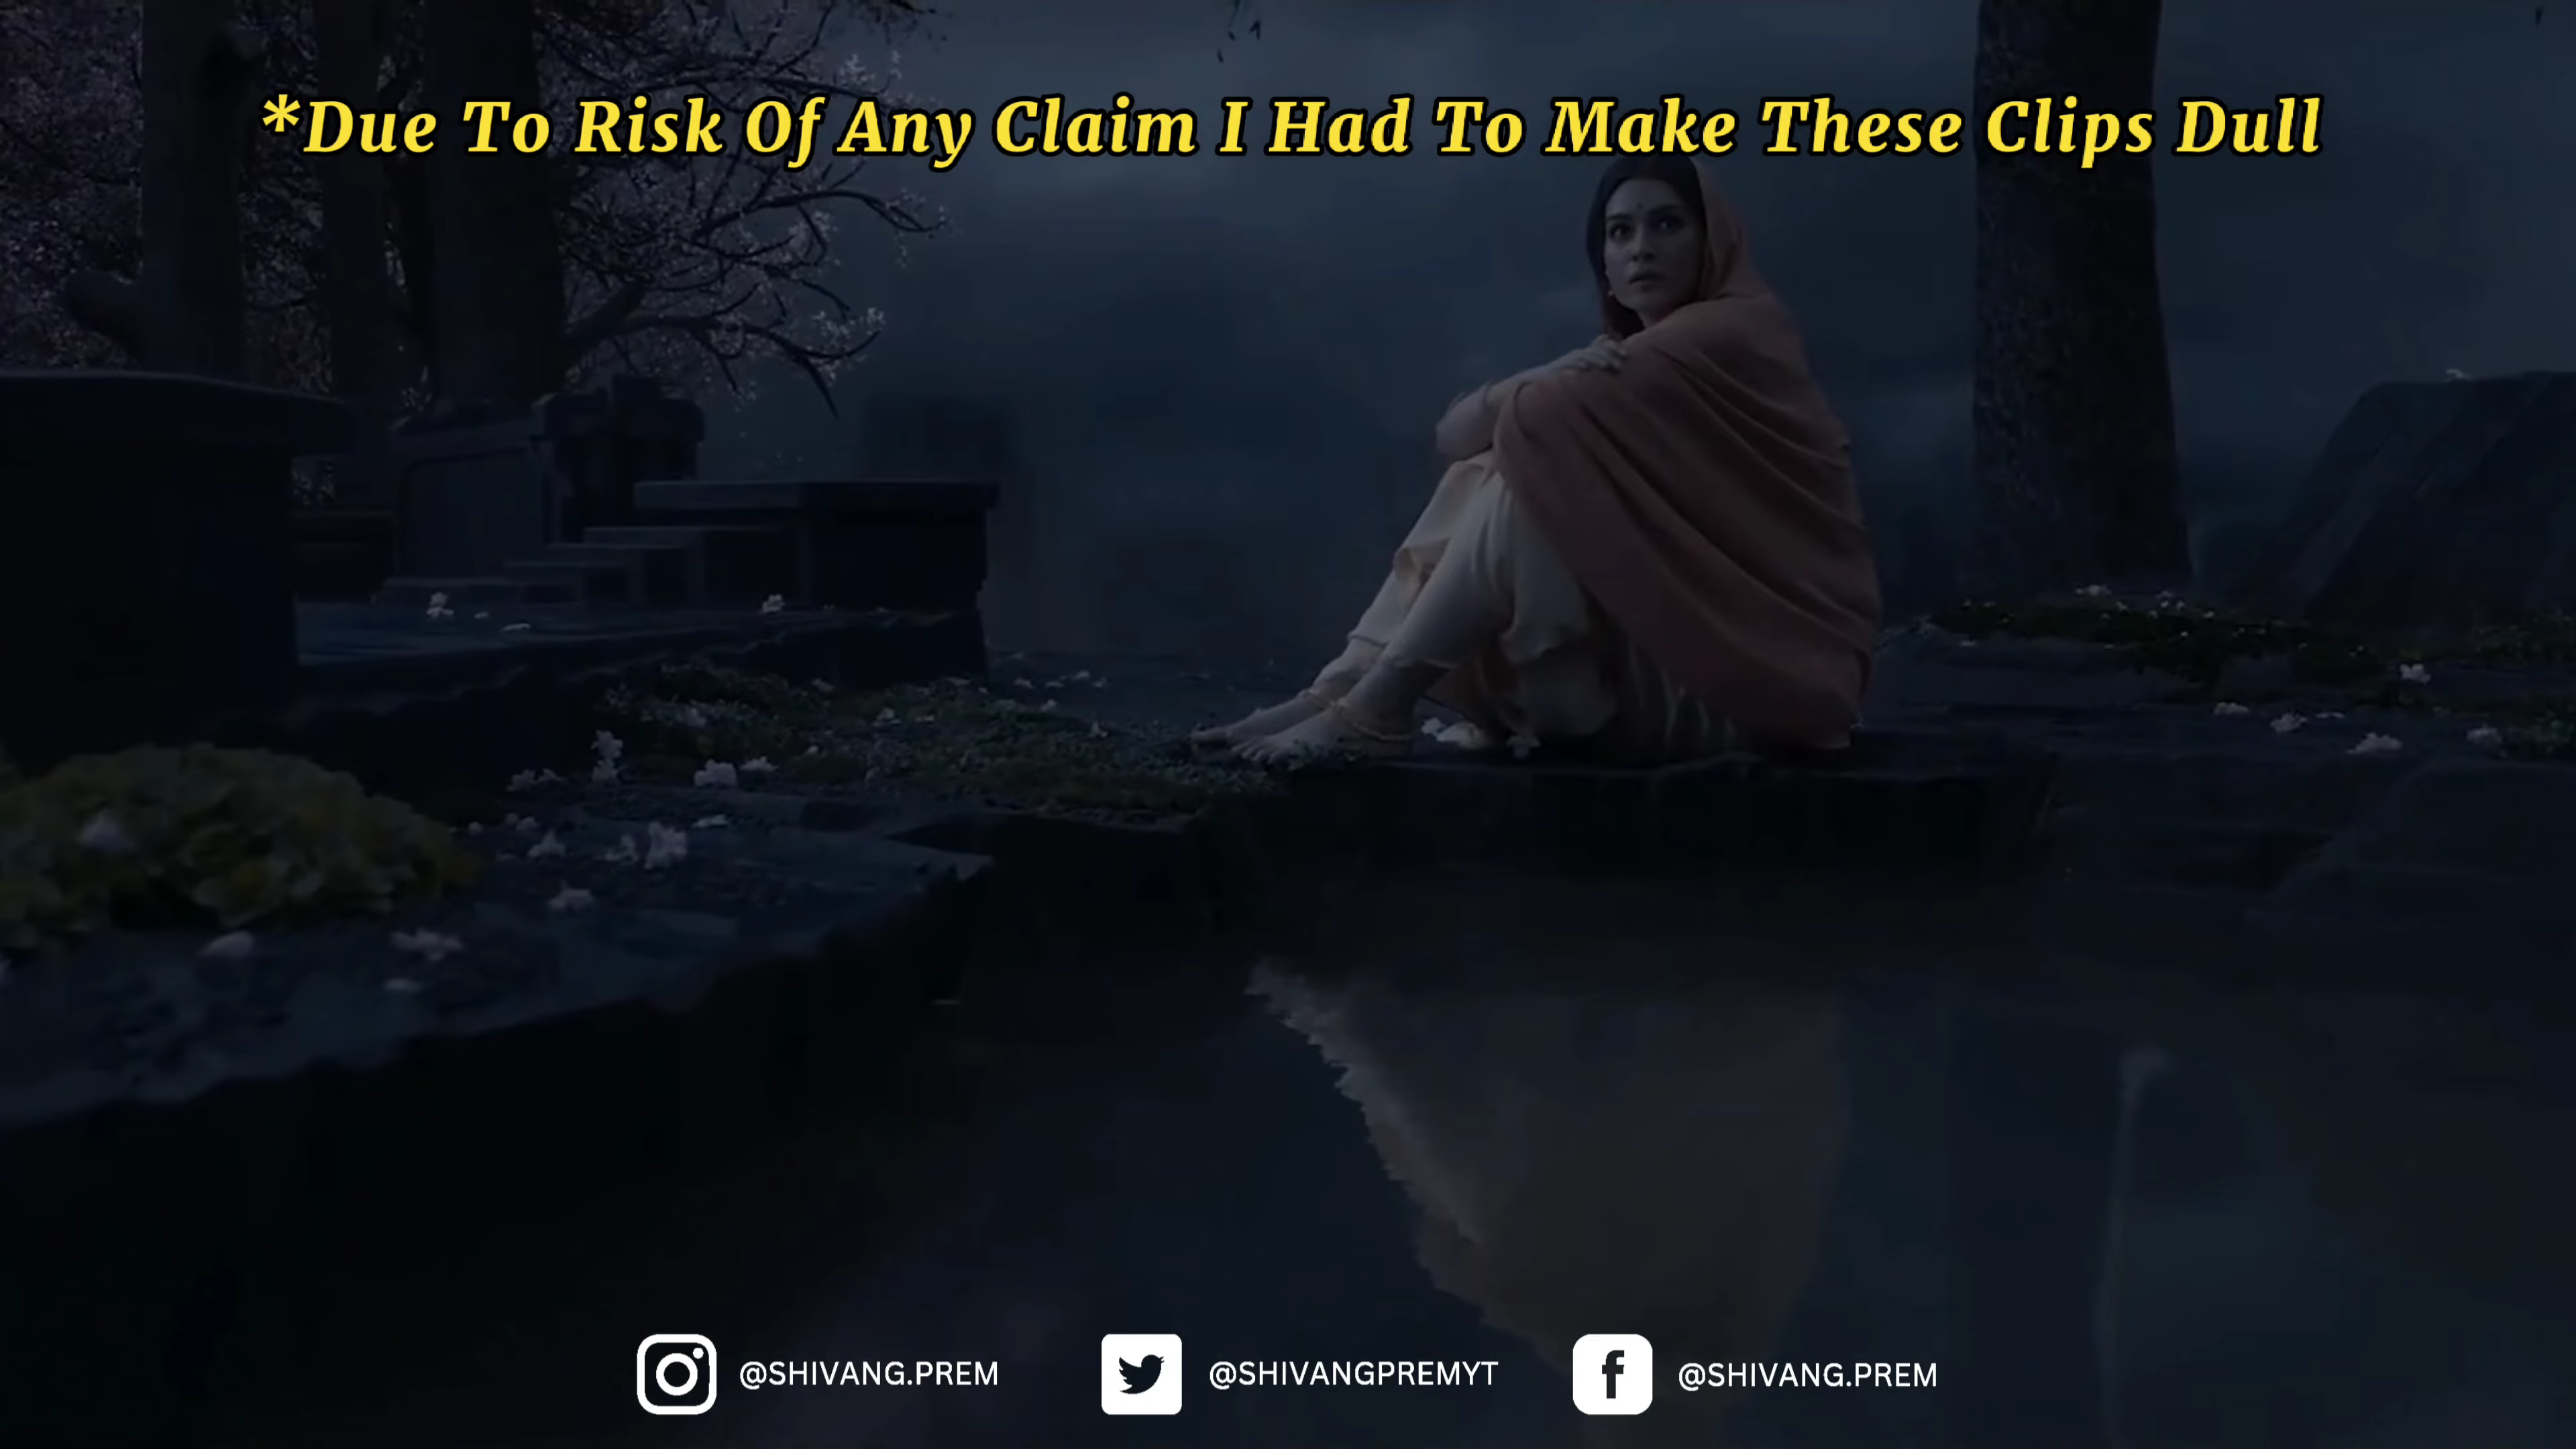 *Due To Risk Of Any Claim I Had To Make These Clips Dull
@SHIVANG.PREM @SHIVANGPREMYT @SHIVANG.PREM